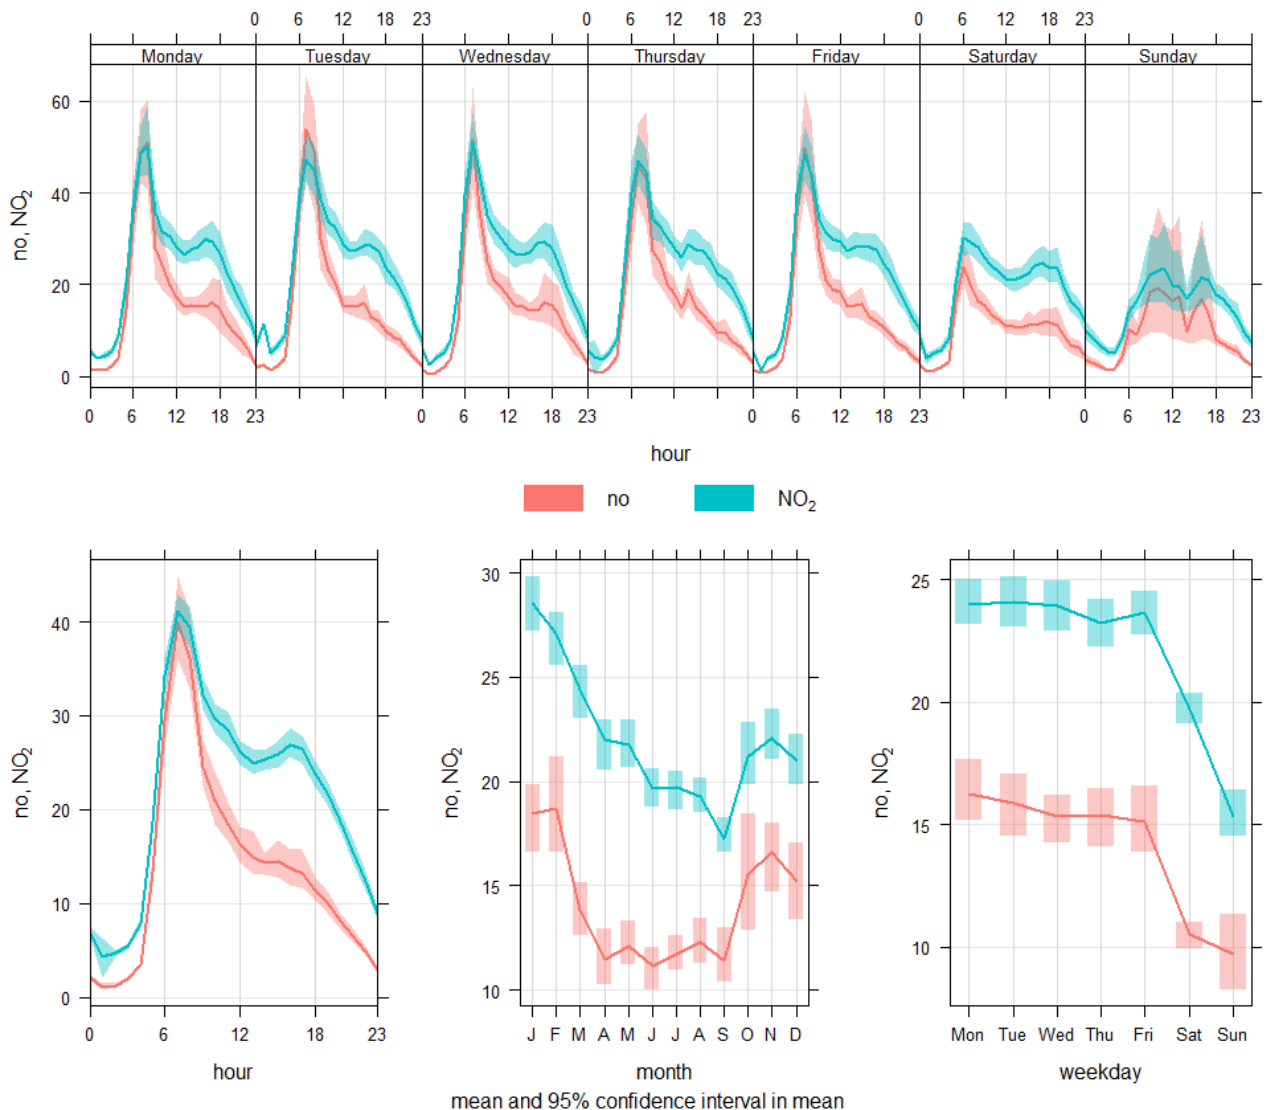 0 6 12 18 23 0 6 12 18 23 0 6 12 18 23
Monday Tuesday Wednesday Thursday Friday Saturday Sunday
60
40
20
0
no, NO₂
0 6 12 18 23 0 6 12 18 23 0 6 12 18 23 0 6 12 18 23
hour
no NO₂
40
30
20
10
0
no, NO₂
0 6 12 18 23
hour
30
25
20
15
10
no, NO₂
J F M A M J J A S O N D
month
25
20
15
10
no, NO₂
Mon Tue Wed Thu Fri Sat Sun
weekday
mean and 95% confidence interval in mean